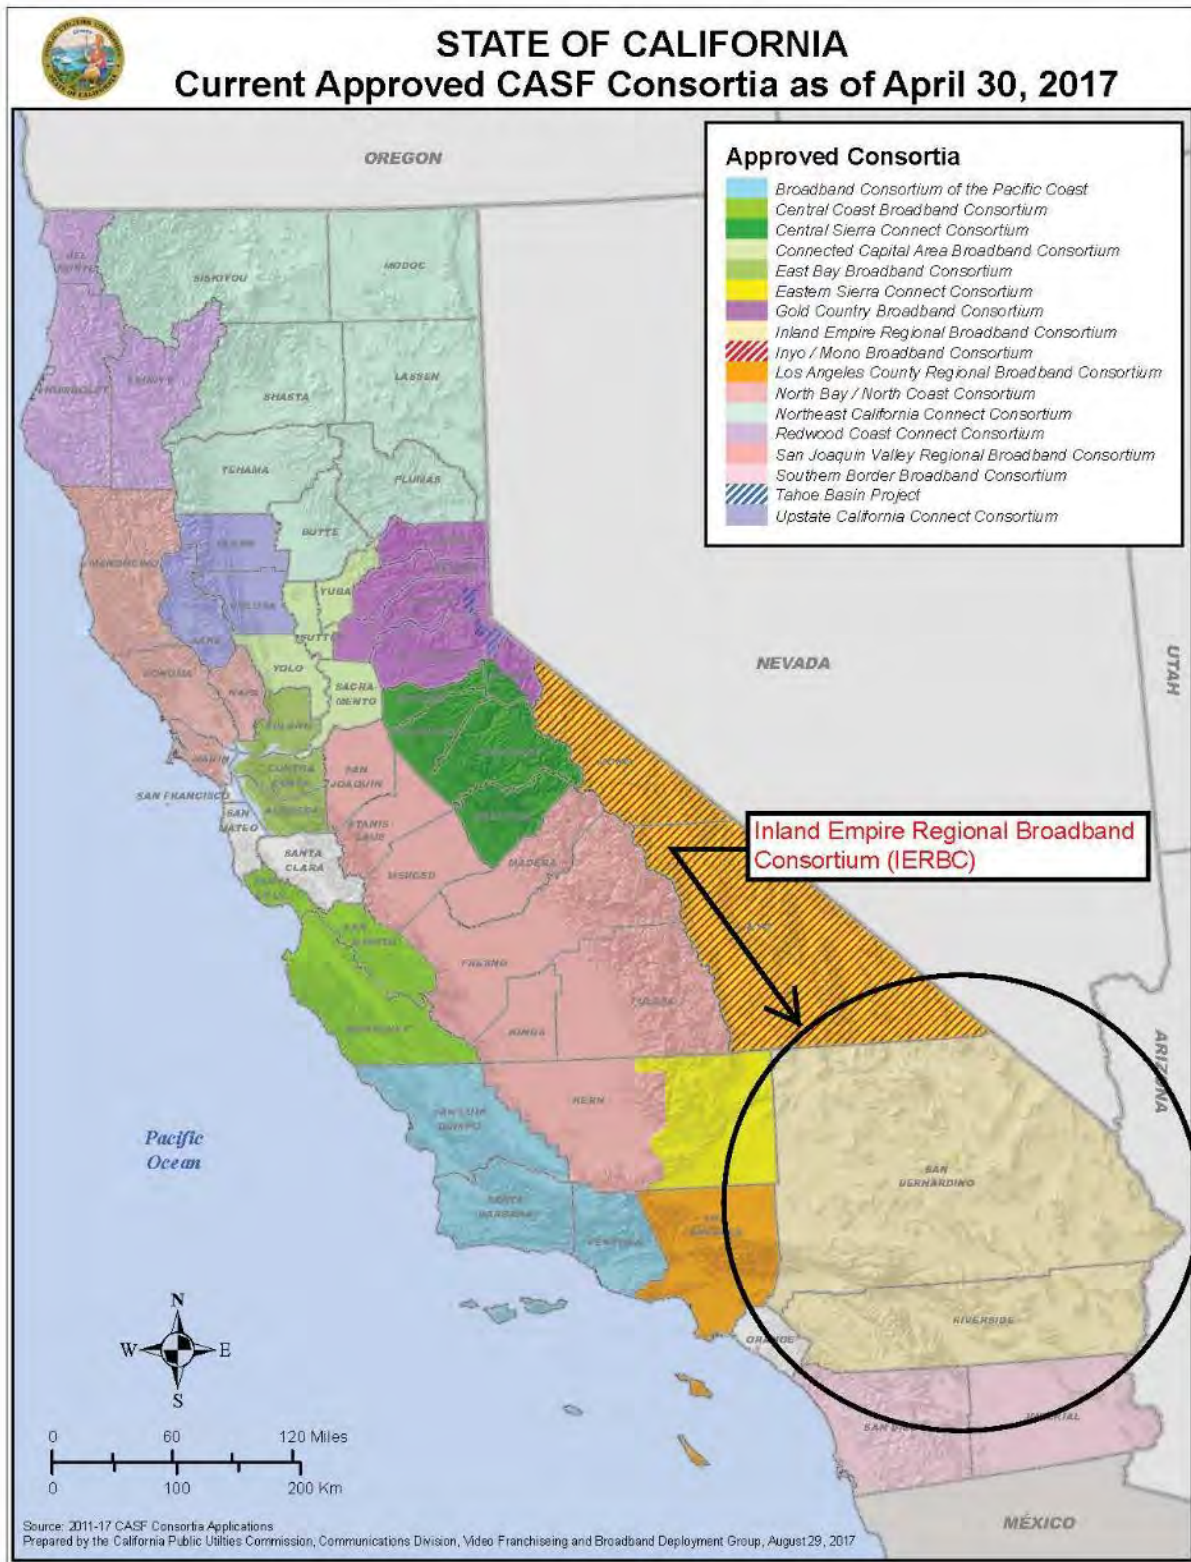 STATE OF CALIFORNIA
Current Approved CASF Consortia as of April 30, 2017
Approved Consortia
Broadband Consortium of the Pacific Coast
Central Coast Broadband Consortium
Central Sierra Connect Consortium
Connected Capital Area Broadband Consortium
East Bay Broadband Consortium
Eastern Sierra Connect Consortium
Gold Country Broadband Consortium
Inland Empire Regional Broadband Consortium
Inyo / Mono Broadband Consortium
Los Angeles County Regional Broadband Consortium
North Bay / North Coast Consortium
Northeast California Connect Consortium
Redwood Coast Connect Consortium
San Joaquin Valley Regional Broadband Consortium
Southern Border Broadband Consortium
Tahoe Basin Project
Upstate California Connect Consortium
OREGON
SISKIYOU
MODOC
HUMBOLDT
SHASTA
LASSEN
TEHAMA
PLUMAS
BUTTE
MENDOCINO
YUBA
COLUSA
LAKE
SUTTER
NEVADA
UTAH
YOLO
SACRA-
MENTO
SONOMA
NAPA
SOLANO
MARIN
CONTRA
COSTA
SAN
JOAQUIN
SAN FRANCISCO
ALAMEDA
SAN
MATEO
STANIS
LAUS
SANTA
CLARA
MERCED
MADERA
Inland Empire Regional Broadband
Consortium (IERBC)
SAN
BENITO
FRESNO
TULARE
KINGS
MONTEREY
ARIZONA
KERN
SAN LUIS
OBISPO
Pacific
Ocean
SAN
BERNARDINO
SANTA
BARBARA
VENTURA
LOS
ANGELES
RIVERSIDE
ORANGE
SAN DIEGO
IMPERIAL
N
W E
S
0 60 120 Miles
0 100 200 Km
MÉXICO
Source: 2011-17 CASF Consortia Applications
Prepared by the California Public Utilties Commission, Communications Division, Video Franchiseing and Broadband Deployment Group, August 29, 2017